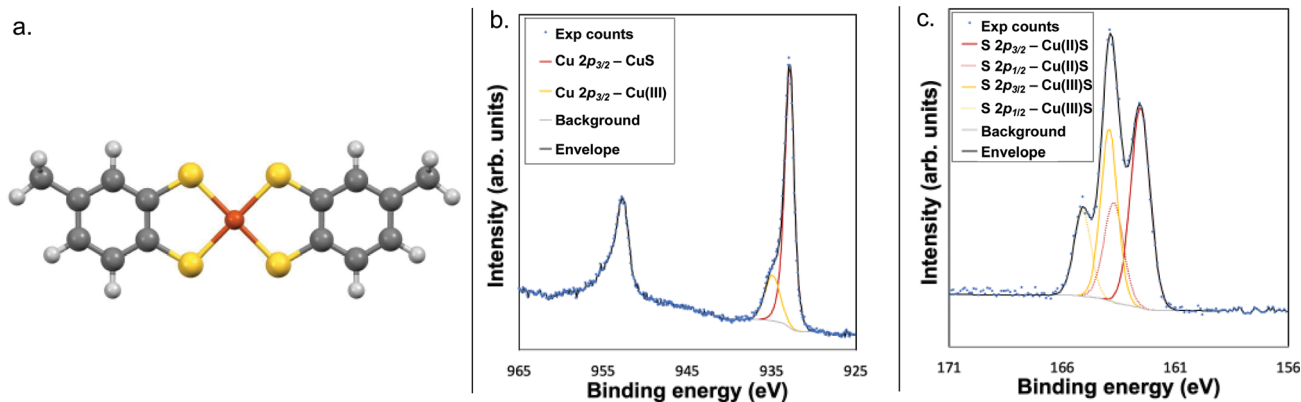 a.
b.
Exp counts
Cu 2p3/2 – CuS
Cu 2p3/2 – Cu(III)
Background
Envelope
Intensity (arb. units)
965
955
945
935
925
Binding energy (eV)
c.
Exp counts
S 2p3/2 – Cu(II)S
S 2p1/2 – Cu(II)S
S 2p3/2 – Cu(III)S
S 2p1/2 – Cu(III)S
Background
Envelope
Intensity (arb. units)
171
166
161
156
Binding energy (eV)